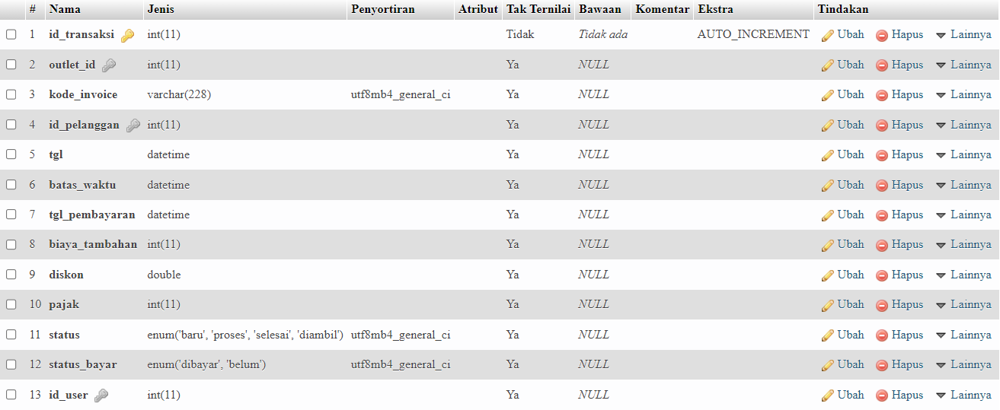 # Nama Jenis Penyortiran Atribut Tak Ternilai Bawaan Komentar Ekstra Tindakan
1 id_transaksi int(11) Tidak Tidak ada AUTO_INCREMENT Ubah Hapus Lainnya
2 outlet_id int(11) Ya NULL Ubah Hapus Lainnya
3 kode_invoice varchar(228) utf8mb4_general_ci Ya NULL Ubah Hapus Lainnya
4 id_pelanggan int(11) Ya NULL Ubah Hapus Lainnya
5 tgl datetime Ya NULL Ubah Hapus Lainnya
6 batas_waktu datetime Ya NULL Ubah Hapus Lainnya
7 tgl_pembayaran datetime Ya NULL Ubah Hapus Lainnya
8 biaya_tambahan int(11) Ya NULL Ubah Hapus Lainnya
9 diskon double Ya NULL Ubah Hapus Lainnya
10 pajak int(11) Ya NULL Ubah Hapus Lainnya
11 status enum('baru', 'proses', 'selesai', 'diambil') utf8mb4_general_ci Ya NULL Ubah Hapus Lainnya
12 status_bayar enum('dibayar', 'belum') utf8mb4_general_ci Ya NULL Ubah Hapus Lainnya
13 id_user int(11) Ya NULL Ubah Hapus Lainnya